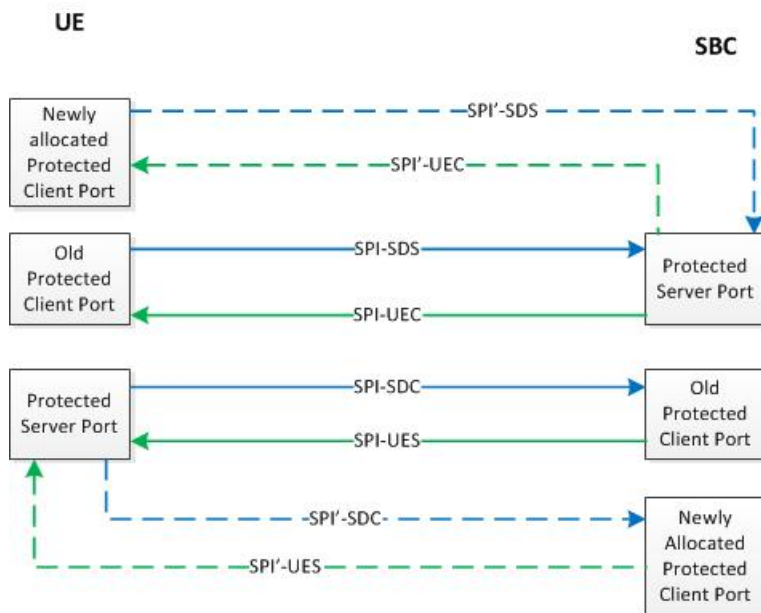 UE
SBC
Newly
allocated
Protected
Client Port
SPI'-SDS
SPI'-UEC
Old
Protected
Client Port
SPI-SDS
SPI-UEC
Protected
Server Port
Protected
Server Port
SPI-SDC
SPI-UES
Old
Protected
Client Port
SPI'-SDC
SPI'-UES
Newly
Allocated
Protected
Client Port